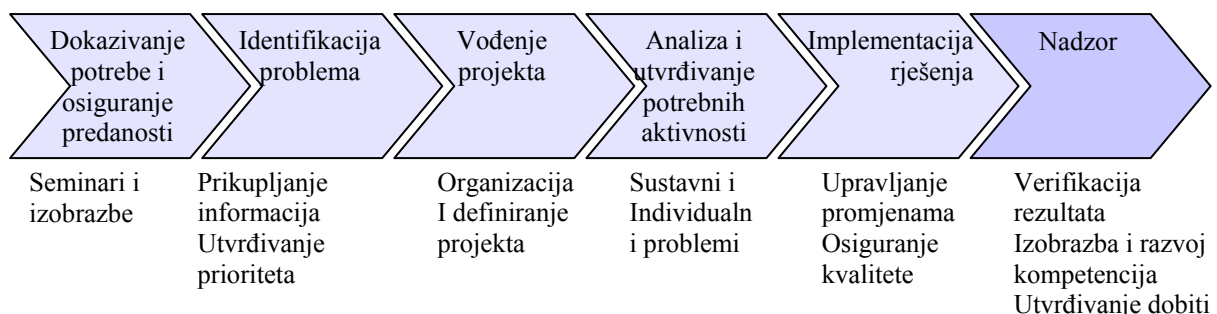 Dokazivanje
potrebe i
osiguranje
predanosti
Identifikacija
problema
Vođenje
projekta
Analiza i
utvrđivanje
potrebnih
aktivnosti
Implementacija
rješenja
Nadzor
Seminari i
izobrazbe
Prikupljanje
informacija
Utvrđivanje
prioriteta
Organizacija
I definiranje
projekta
Sustavni i
Individualn
i problemi
Upravljanje
promjenama
Osiguranje
kvalitete
Verifikacija
rezultata
Izobrazba i razvoj
kompetencija
Utvrđivanje dobiti